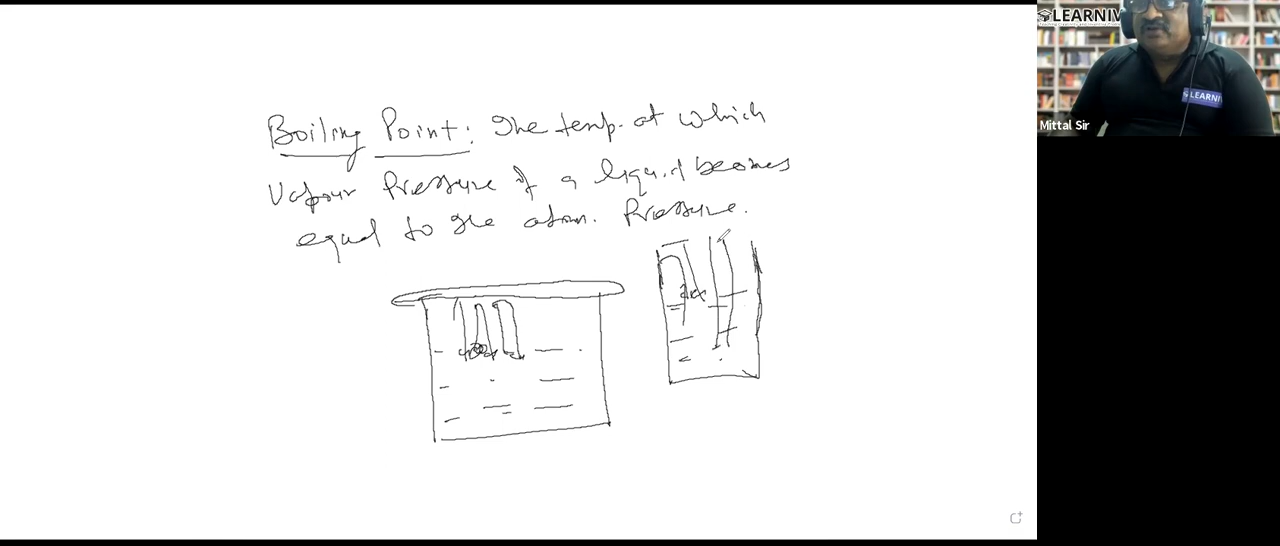 Boiling Point: The temp. at which
Vapour Pressure of a liquid becomes
equal to the atm. Pressure.
LEARNIV
LEARNI
Mittal Sir